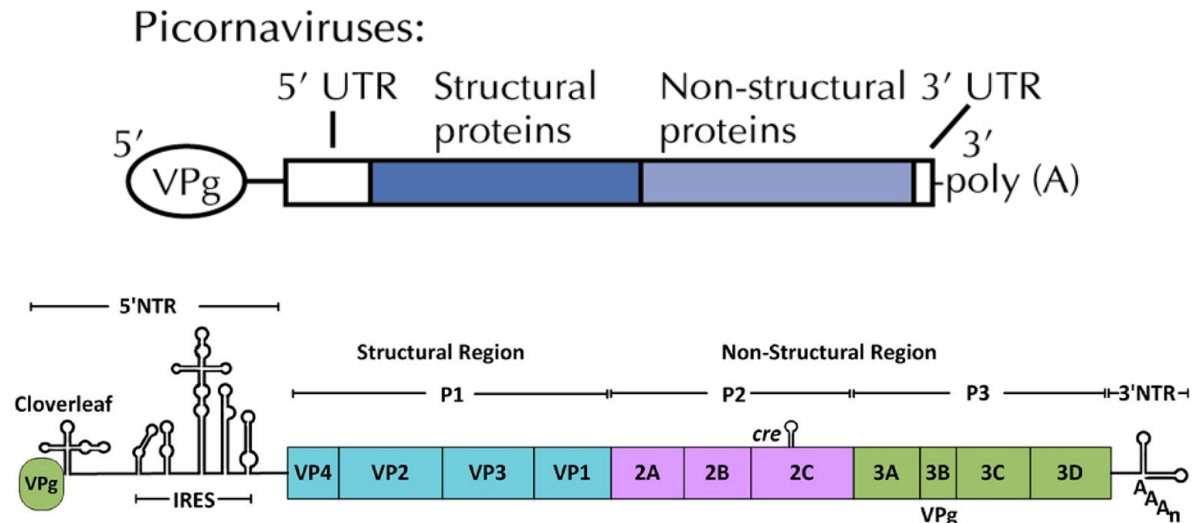 Picornaviruses:
5′ UTR Structural proteins Non-structural proteins 3′ UTR
5′
3′
VPg
poly (A)
5'NTR
Structural Region Non-Structural Region
P1 P2 P3 3'NTR
Cloverleaf
cre
VPg
VP4 VP2 VP3 VP1 2A 2B 2C 3A 3B 3C 3D
IRES
VPg
AAAn